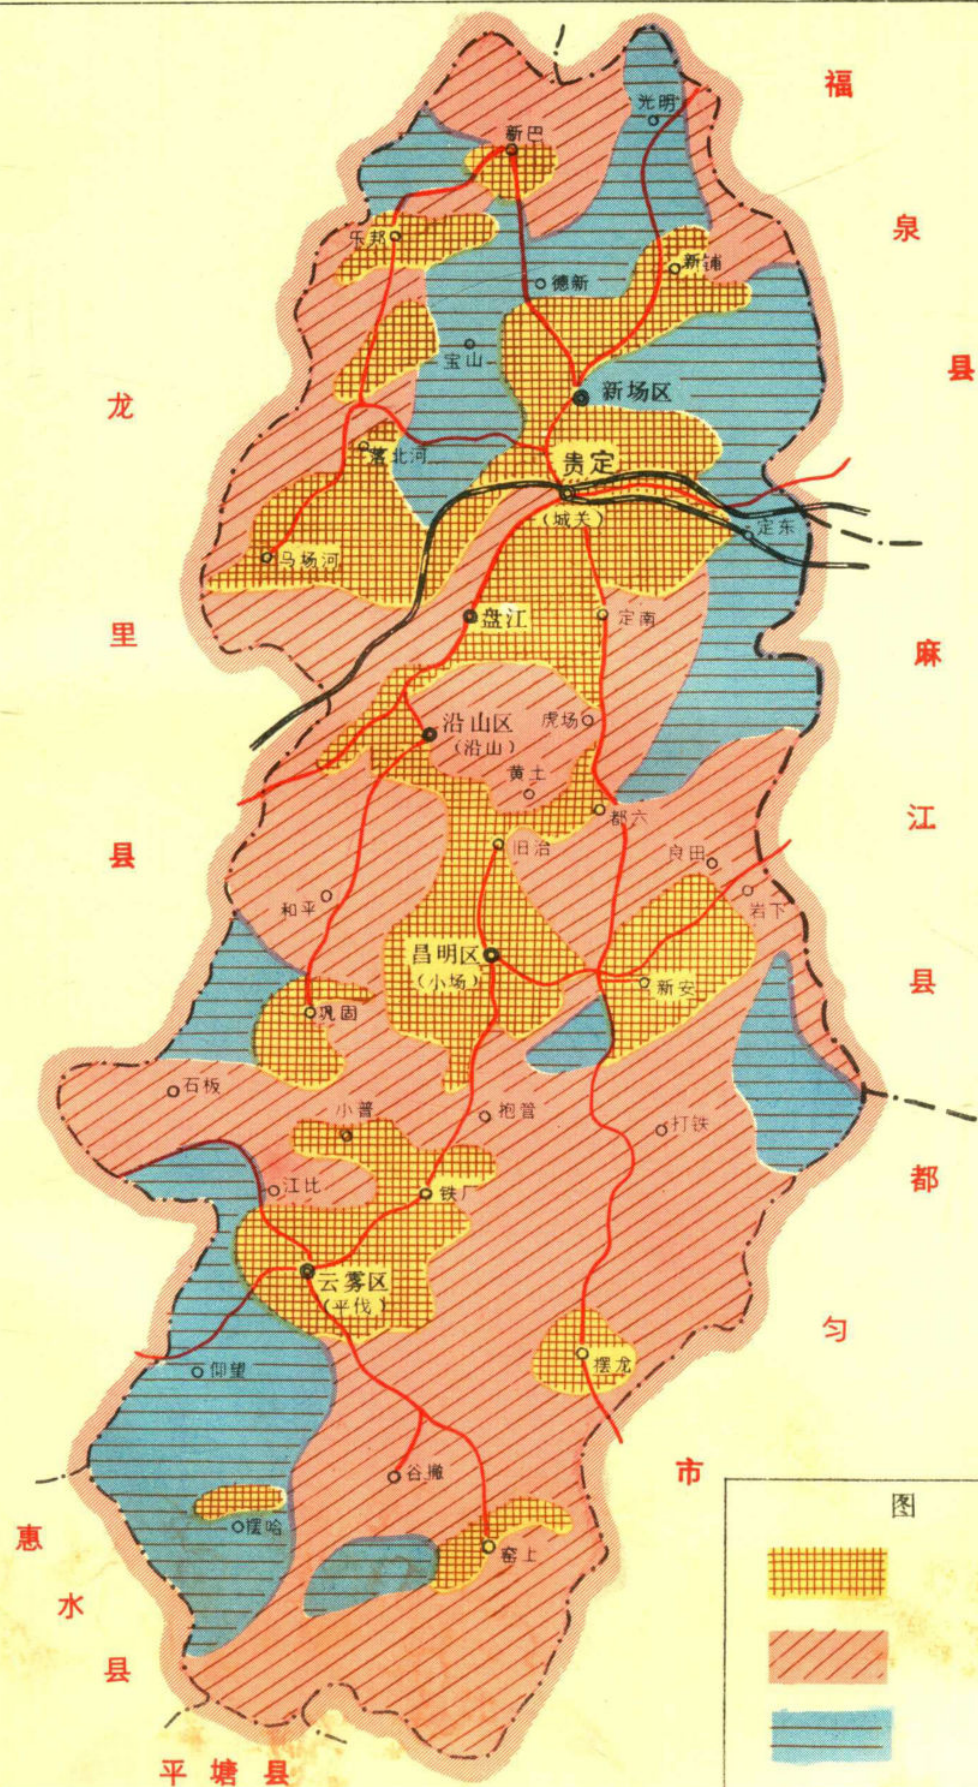 福
泉
县
光明
新巴
乐邦
新铺
德新
宝山
新场区
龙
里
县
落北河
贵定
(城关)
定东
马场河
盘江
定南
麻
江
县
沿山区
(沿山)
虎场
黄土
都六
旧治
良田
岩下
和平
昌明区
(小场)
新安
巩固
石板
小普
抱管
打铁
都
匀
市
江比
铁厂
云雾区
(平伐)
仰望
摆龙
谷撒
摆哈
窑上
惠
水
县
平塘县
图